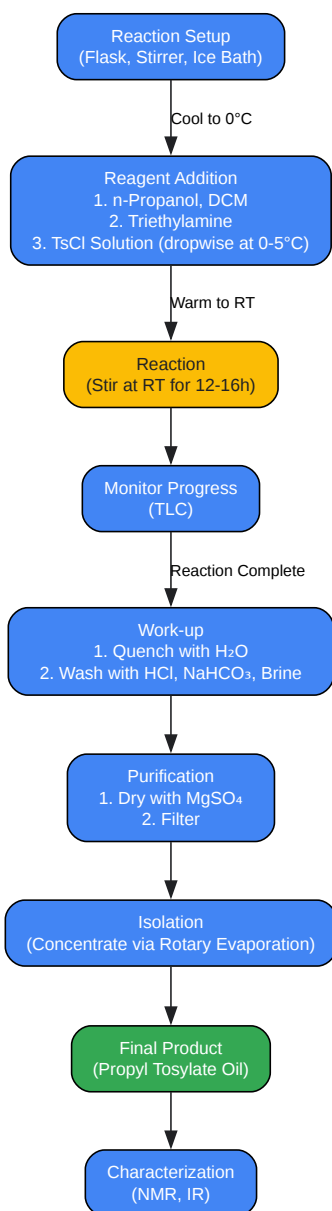 Reaction Setup
(Flask, Stirrer, Ice Bath)
Cool to 0°C
Reagent Addition
1. n-Propanol, DCM
2. Triethylamine
3. TsCl Solution (dropwise at 0-5°C)
Warm to RT
Reaction
(Stir at RT for 12-16h)
Monitor Progress
(TLC)
Reaction Complete
Work-up
1. Quench with H₂O
2. Wash with HCl, NaHCO₃, Brine
Purification
1. Dry with MgSO₄
2. Filter
Isolation
(Concentrate via Rotary Evaporation)
Final Product
(Propyl Tosylate Oil)
Characterization
(NMR, IR)